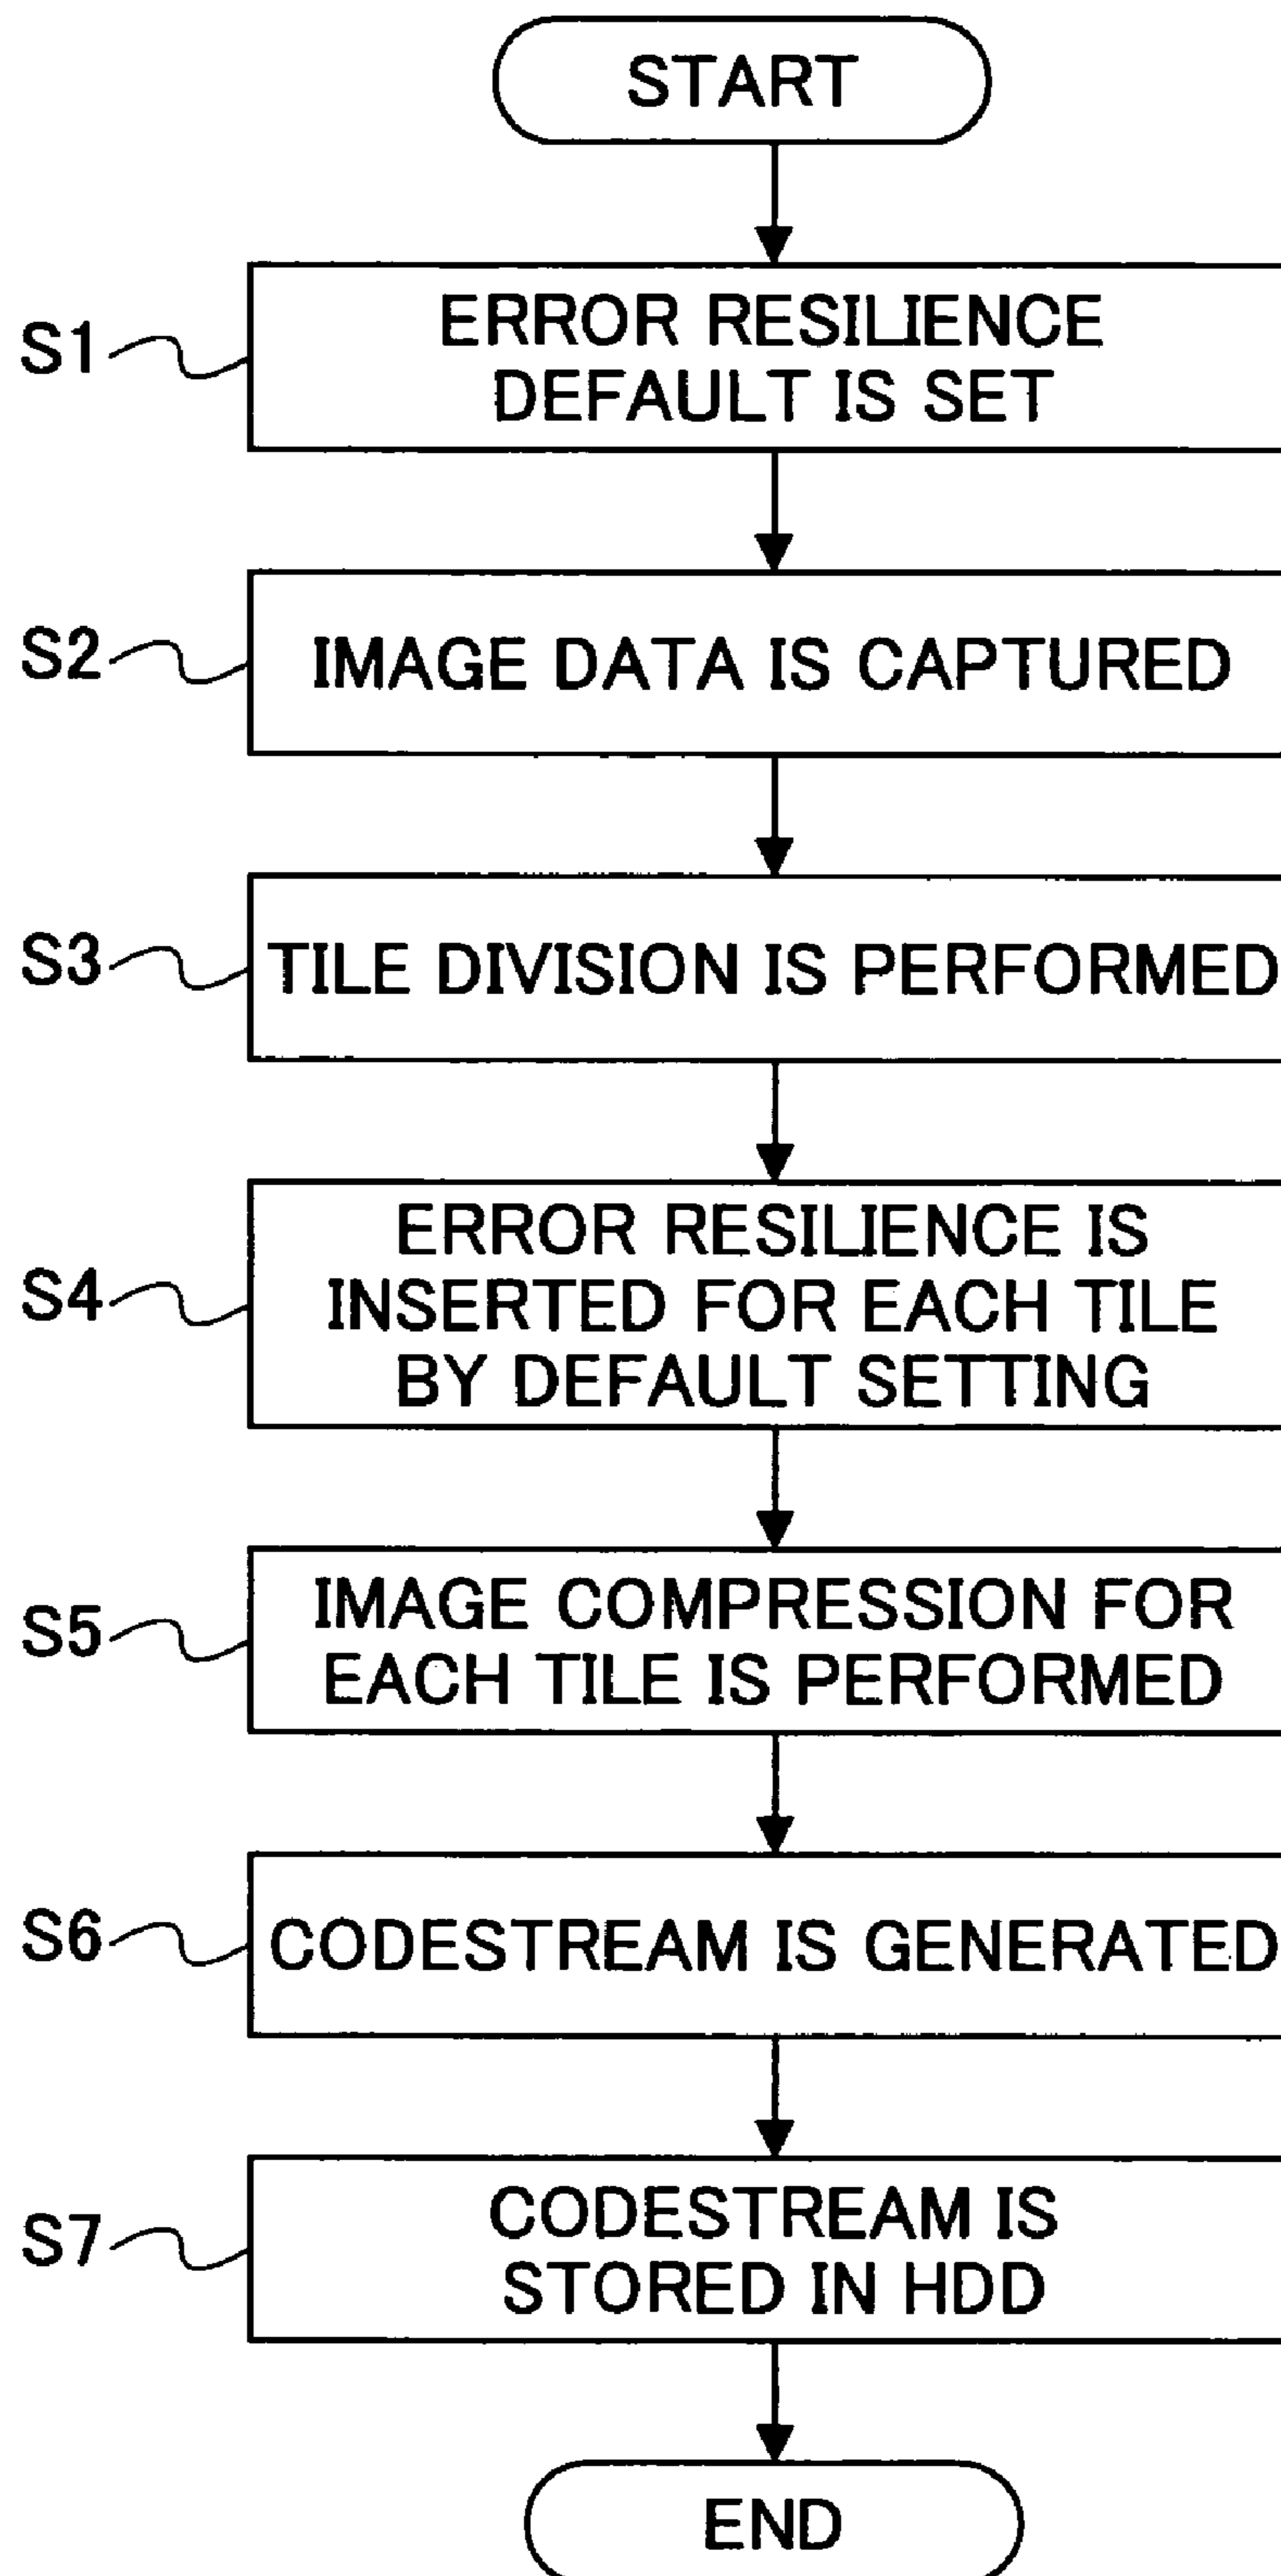 START
S1
ERROR RESILIENCE
DEFAULT IS SET
S2
IMAGE DATA IS CAPTURED
S3
TILE DIVISION IS PERFORMED
S4
ERROR RESILIENCE IS
INSERTED FOR EACH TILE
BY DEFAULT SETTING
S5
IMAGE COMPRESSION FOR
EACH TILE IS PERFORMED
S6
CODESTREAM IS GENERATED
S7
CODESTREAM IS
STORED IN HDD
END